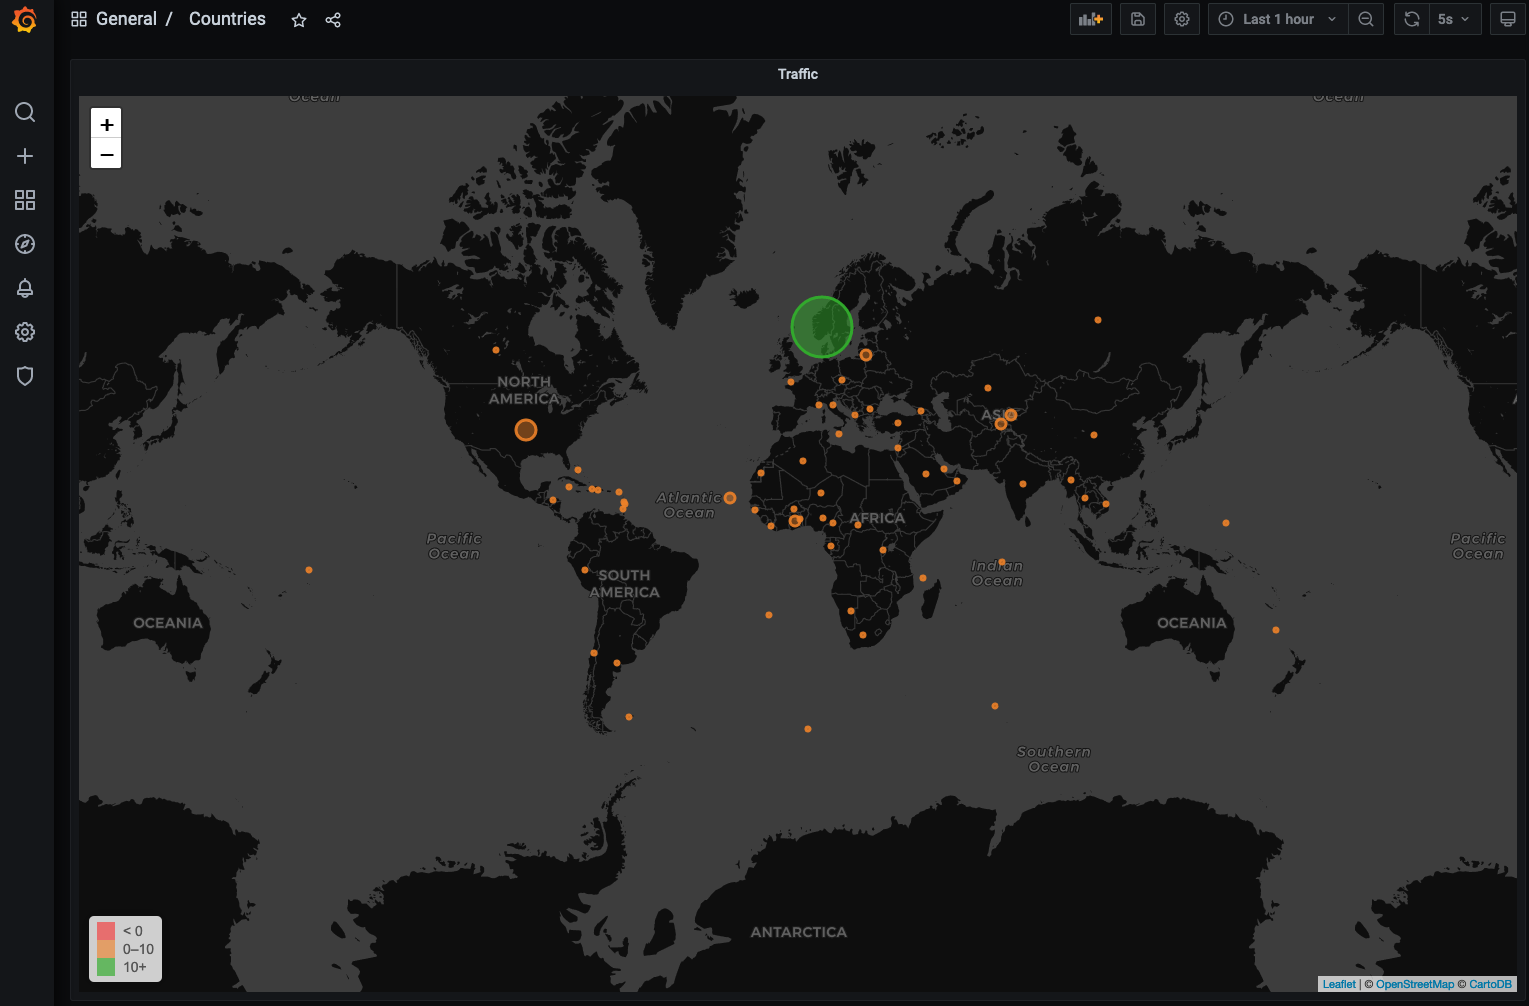 General / Countries
Last 1 hour
5s
Traffic
Ocean
Ocean
+
−
NORTH
AMERICA
ASIA
Atlantic
Ocean
AFRICA
Pacific
Ocean
Pacific
Ocean
Indian
Ocean
SOUTH
AMERICA
OCEANIA
OCEANIA
Southern
Ocean
ANTARCTICA
< 0
0–10
10+
Leaflet | © OpenStreetMap © CartoDB